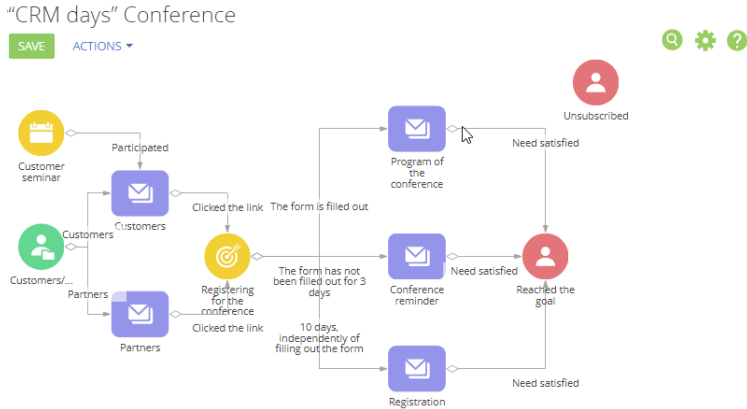 “CRM days” Conference
SAVE
ACTIONS
?
Unsubscribed
Customer
seminar
Participated
Program of
the
conference
Need satisfied
Customers
Clicked the link
The form is filled out
Customers
Customers/...
Partners
Registering
for the
conference
The form has not
been filled out for 3
days
Conference
reminder
Need satisfied
Reached the
goal
Partners
Clicked the link
10 days,
independently of
filling out the form
Registration
Need satisfied